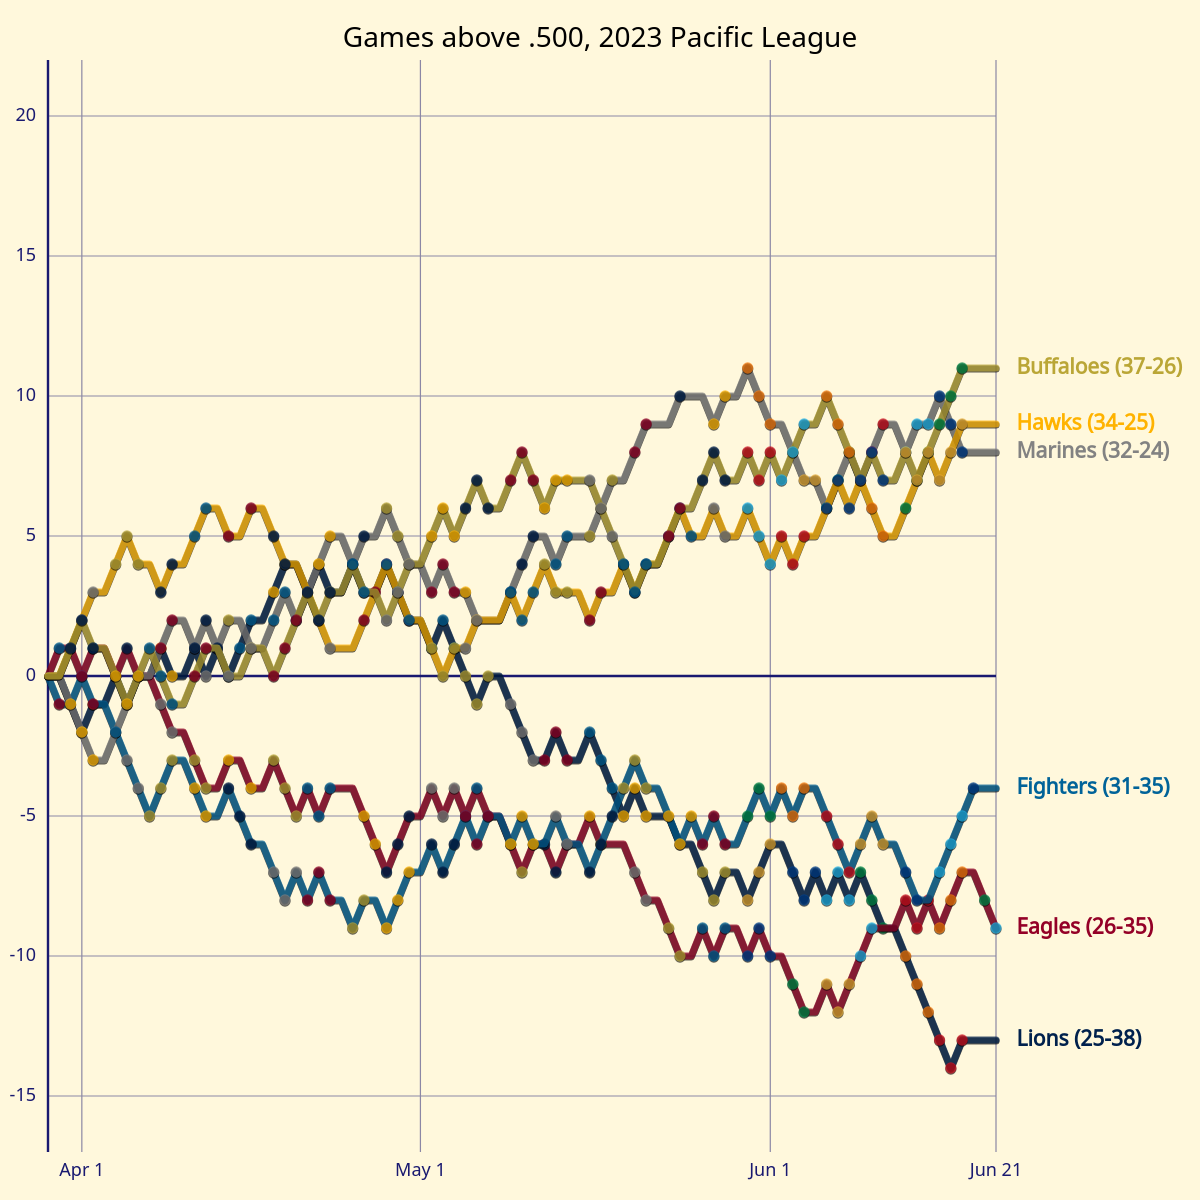 Games above .500, 2023 Pacific League
20
15
10
5
0
-5
-10
-15
Buffaloes (37-26)
Hawks (34-25)
Marines (32-24)
Fighters (31-35)
Eagles (26-35)
Lions (25-38)
Apr 1
May 1
Jun 1
Jun 21